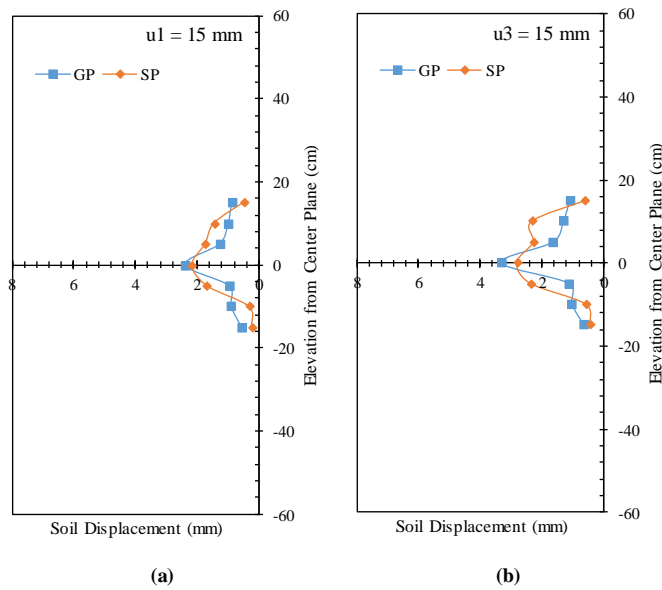 60
u1 = 15 mm
GP SP
40
20
0
8 6 4 2 0
-20
-40
-60
Elevation from Center Plane (cm)
Soil Displacement (mm)
(a)
60
u3 = 15 mm
GP SP
40
20
0
8 6 4 2 0
-20
-40
-60
Elevation from Center Plane (cm)
Soil Displacement (mm)
(b)